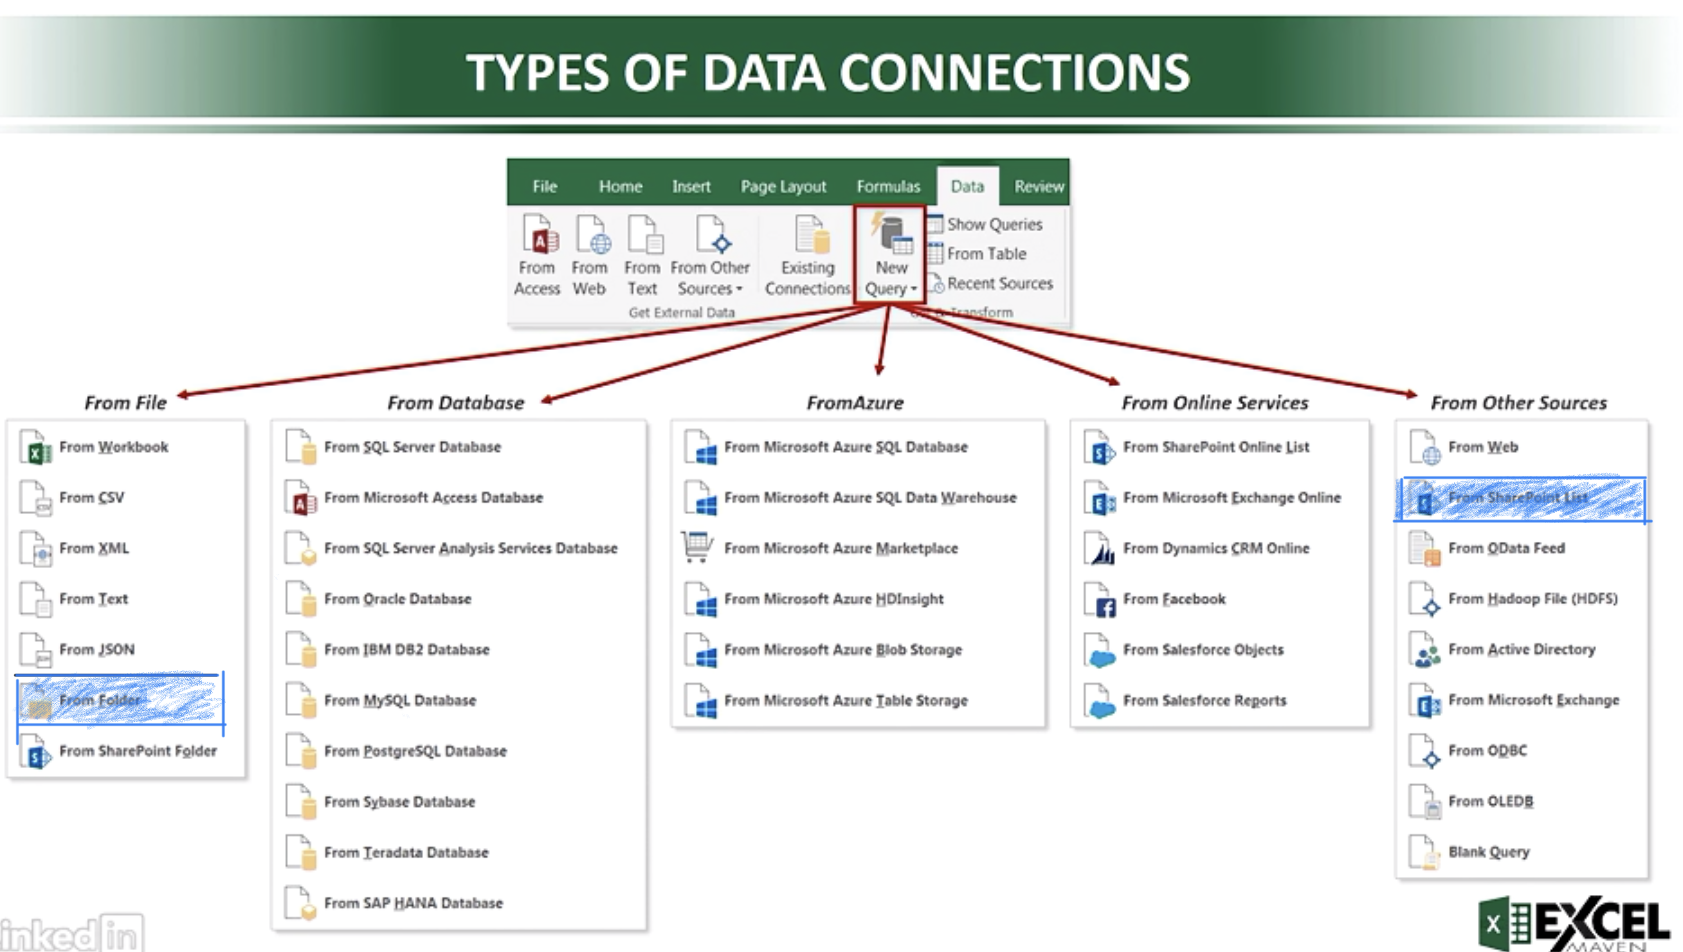 TYPES OF DATA CONNECTIONS
File Home Insert Page Layout Formulas Data Review
From Access
From Web
From Text
From Other Sources
Existing Connections
New Query
Show Queries
From Table
Recent Sources
Get External Data
Transform
From File
From Workbook
From CSV
From XML
From Text
From JSON
From Folder
From SharePoint Folder
From Database
From SQL Server Database
From Microsoft Access Database
From SQL Server Analysis Services Database
From Oracle Database
From IBM DB2 Database
From MySQL Database
From PostgreSQL Database
From Sybase Database
From Teradata Database
From SAP HANA Database
FromAzure
From Microsoft Azure SQL Database
From Microsoft Azure SQL Data Warehouse
From Microsoft Azure Marketplace
From Microsoft Azure HDInsight
From Microsoft Azure Blob Storage
From Microsoft Azure Table Storage
From Online Services
From SharePoint Online List
From Microsoft Exchange Online
From Dynamics CRM Online
From Facebook
From Salesforce Objects
From Salesforce Reports
From Other Sources
From Web
From SharePoint List
From OData Feed
From Hadoop File (HDFS)
From Active Directory
From Microsoft Exchange
From ODBC
From OLEDB
Blank Query
inked in
EXCEL
MAVEN